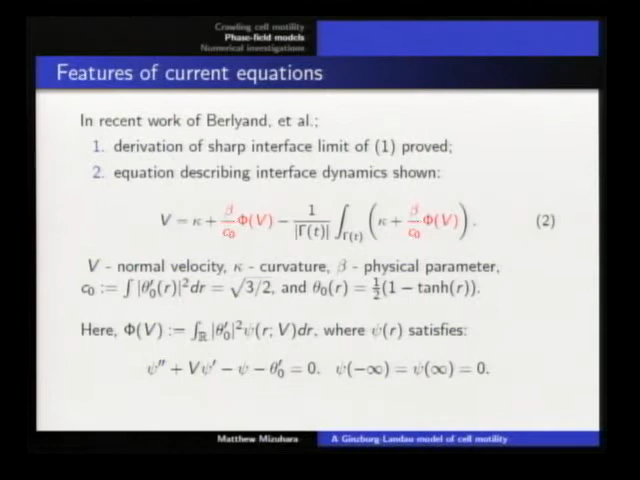 Crawling cell motility
Phase-field models
Numerical investigations
Features of current equations
In recent work of Berlyand, et al.;
1. derivation of sharp interface limit of (1) proved;
2. equation describing interface dynamics shown:
V = κ + β/c₀ Φ(V) − 1/|Γ(t)| ∫_Γ(t) (κ + β/c₀ Φ(V)). (2)
V - normal velocity, κ - curvature, β - physical parameter,
c₀ := ∫ |θ₀′(r)|²dr = √3/2, and θ₀(r) = ½(1 − tanh(r)).
Here, Φ(V) := ∫_ℝ |θ₀′|²ψ(r; V)dr, where ψ(r) satisfies:
ψ″ + Vψ′ − ψ − θ₀′ = 0. ψ(−∞) = ψ(∞) = 0.
Matthew Mizuhara A Ginzburg-Landau model of cell motility